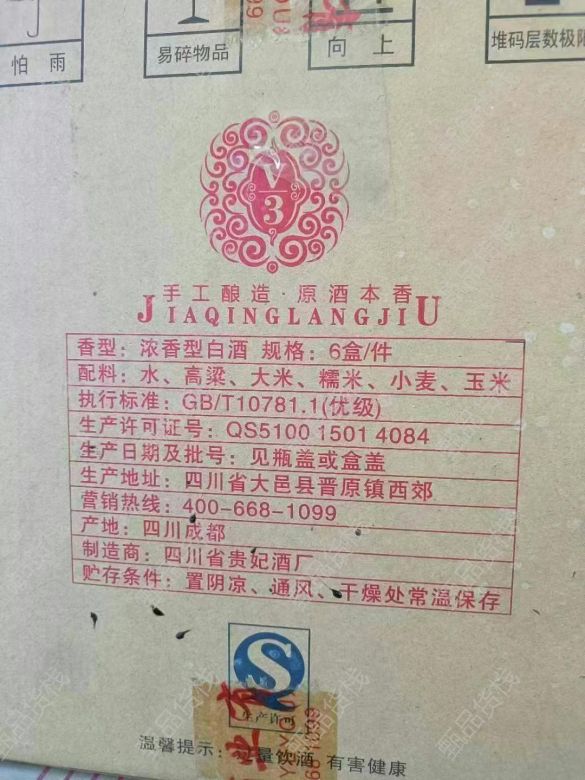 怕雨
易碎物品
向上
堆码层数极限
V
3
手工酿造·原酒本香
JIAQINGLANGJIU
香型：浓香型白酒 规格：6盒/件
配料：水、高粱、大米、糯米、小麦、玉米
执行标准：GB/T10781.1(优级)
生产许可证号：QS5100 1501 4084
生产日期及批号：见瓶盖或盒盖
生产地址：四川省大邑县晋原镇西郊
营销热线：400-668-1099
产地：四川成都
制造商：四川省贵妃酒厂
贮存条件：置阴凉、通风、干燥处常温保存
S
生产许可
温馨提示：量饮酒 有害健康